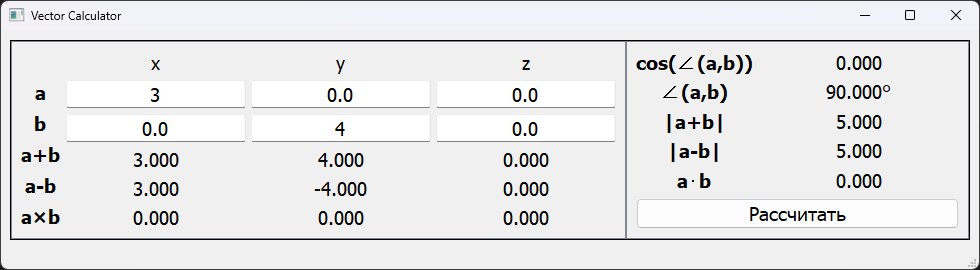 Vector Calculator
x y z
a 3 0.0 0.0
b 0.0 4 0.0
a+b 3.000 4.000 0.000
a-b 3.000 -4.000 0.000
a×b 0.000 0.000 0.000
cos(∠(a,b)) 0.000
∠(a,b) 90.000°
|a+b| 5.000
|a-b| 5.000
a·b 0.000
Рассчитать